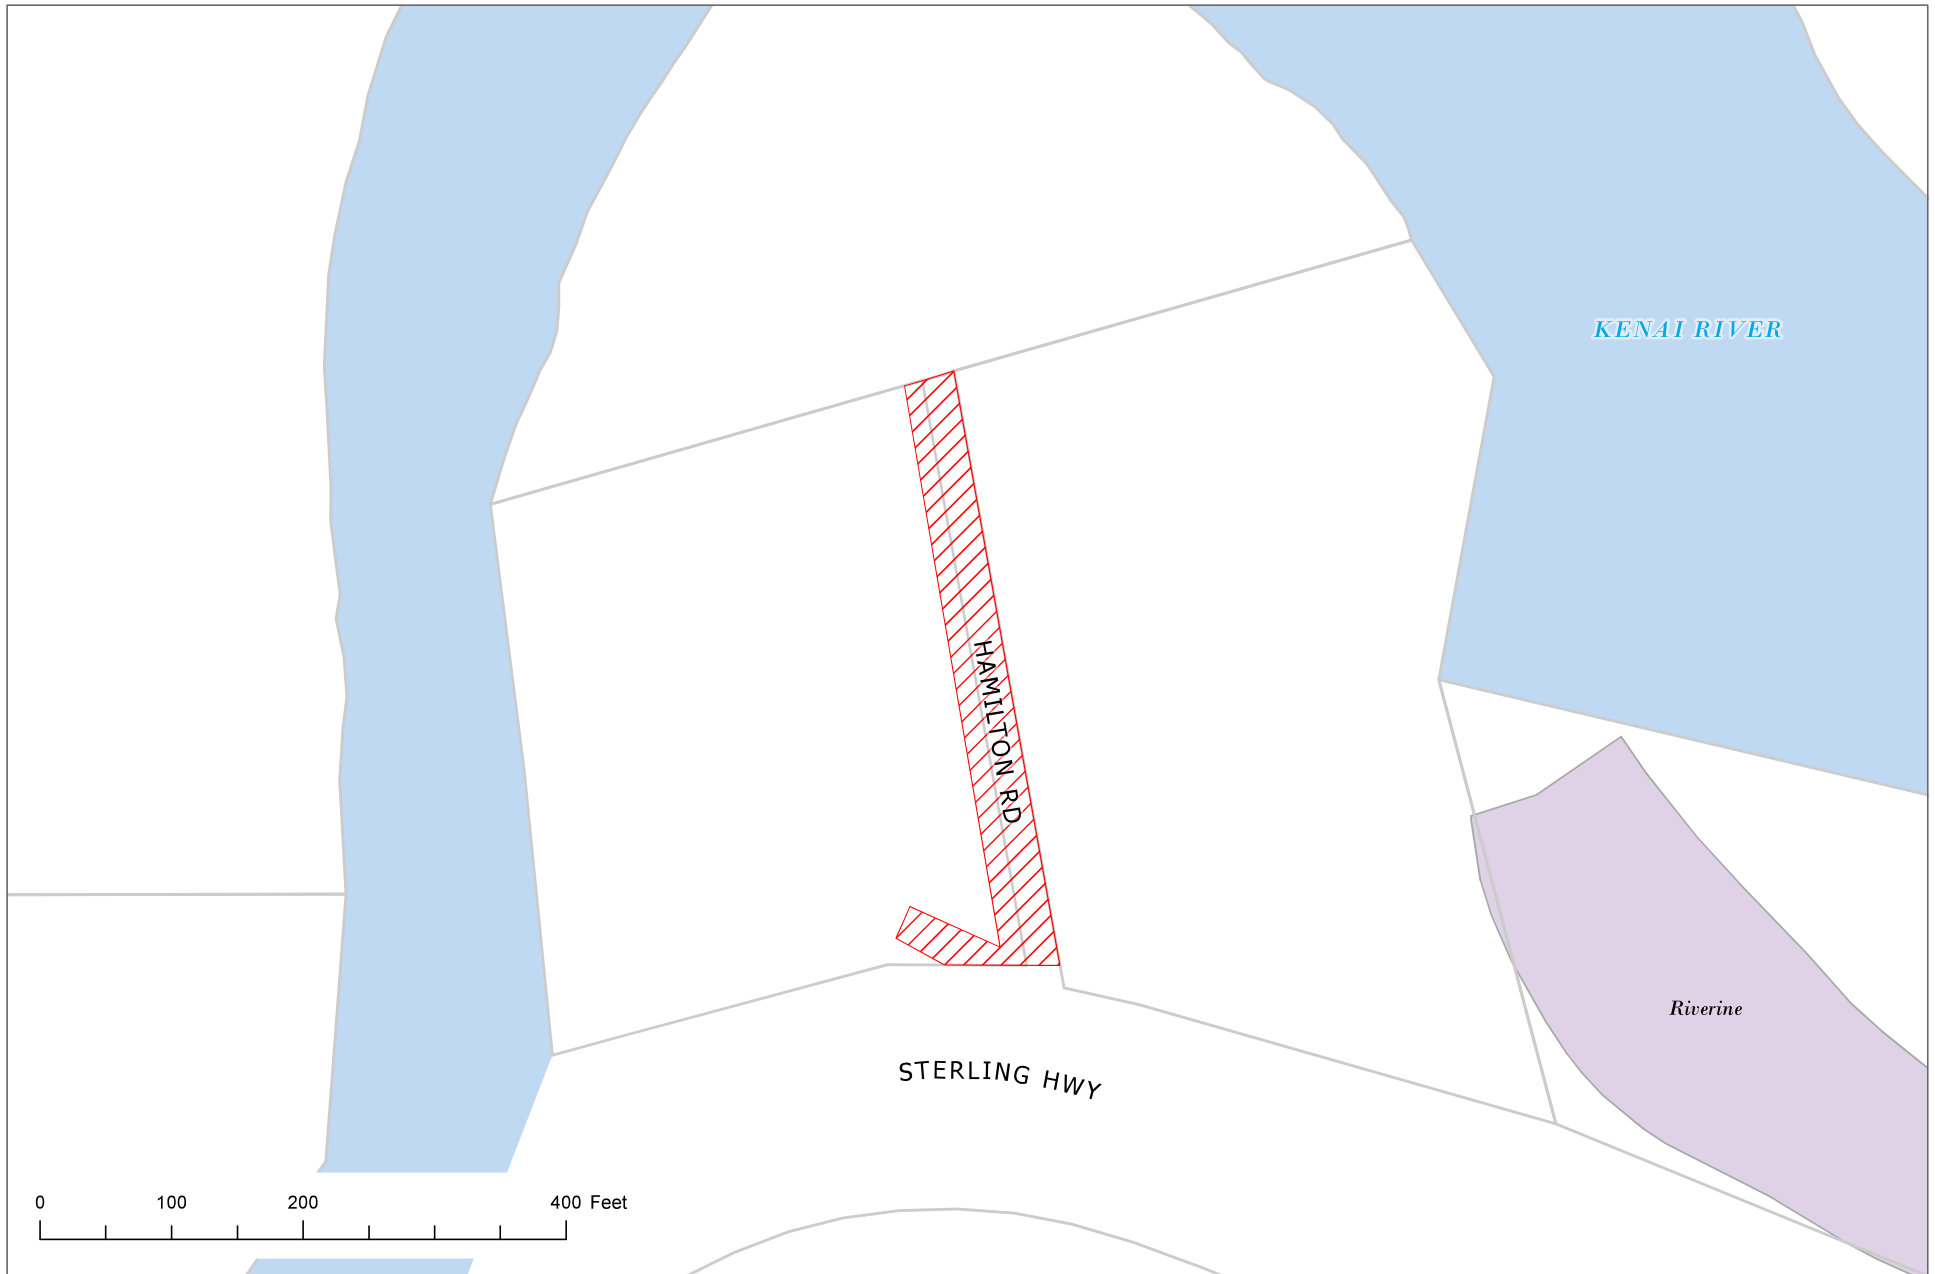 KENAI RIVER
HAMILTON RD
Riverine
STERLING HWY
0 100 200 400 Feet